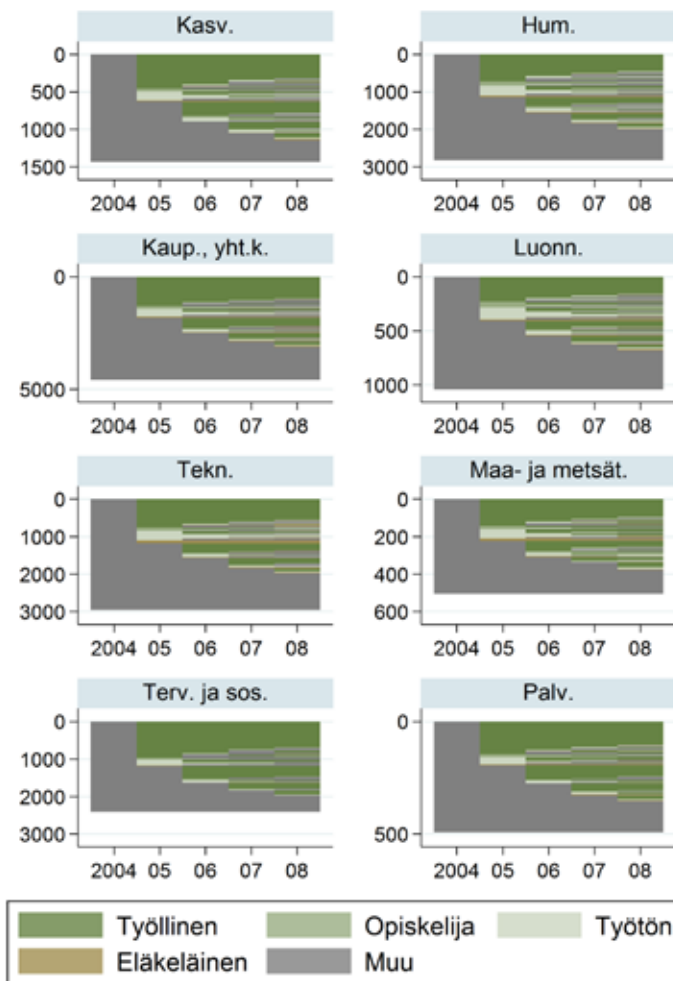 Kasv. Hum.
0 0
500 1000
1000 2000
1500 3000
2004 05 06 07 08 2004 05 06 07 08
Kaup., yht.k. Luonn.
0 0
500
5000 1000
2004 05 06 07 08 2004 05 06 07 08
Tekn. Maa- ja metsät.
0 0
1000 200
2000 400
3000 600
2004 05 06 07 08 2004 05 06 07 08
Terv. ja sos. Palv.
0 0
1000
2000
3000 500
2004 05 06 07 08 2004 05 06 07 08
Työllinen Opiskelija Työtön
Eläkeläinen Muu